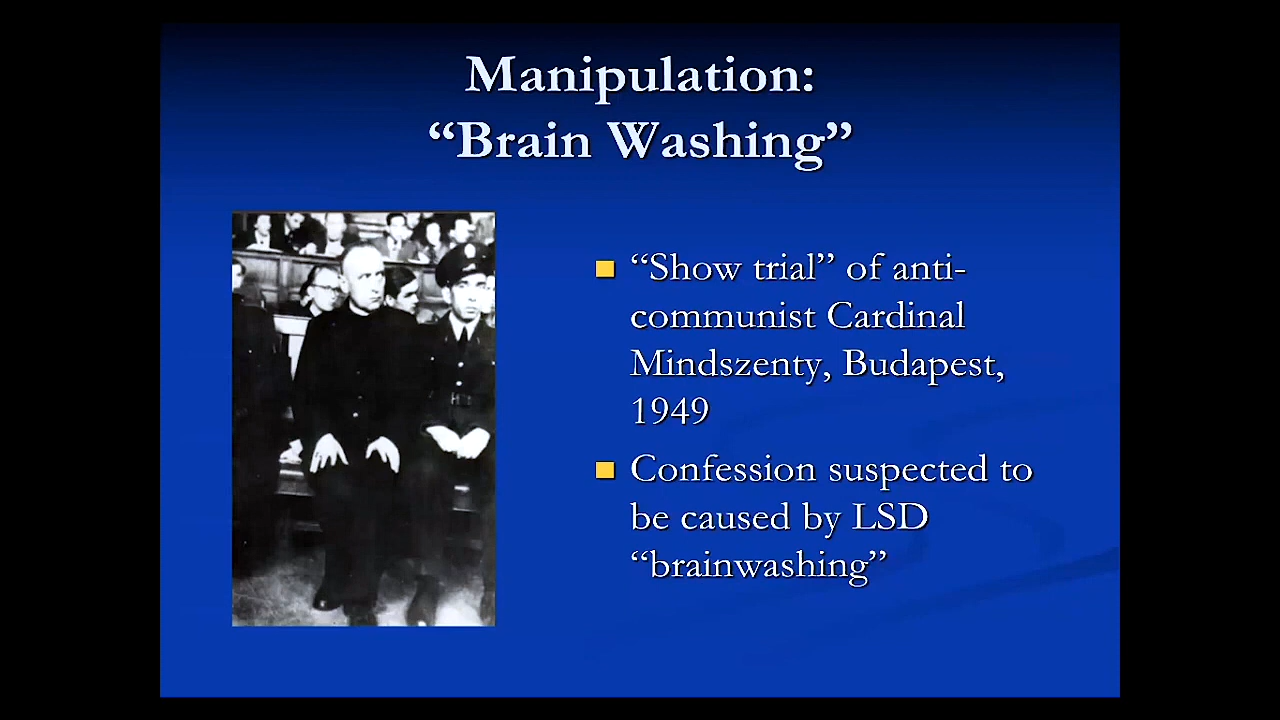 Manipulation:
“Brain Washing”
“Show trial” of anti-
communist Cardinal
Mindszenty, Budapest,
1949
Confession suspected to
be caused by LSD
“brainwashing”